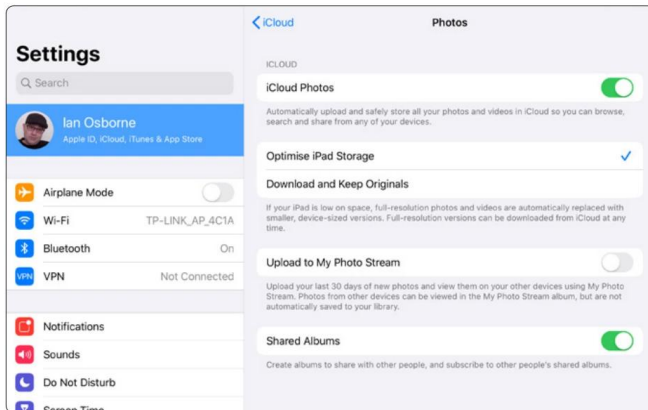 Settings
Search
Ian Osborne
Apple ID, iCloud, iTunes & App Store
Airplane Mode
Wi-Fi TP-LINK_AP_4C1A
Bluetooth On
VPN VPN Not Connected
Notifications
Sounds
Do Not Disturb
Screen Time
iCloud
Photos
ICLOUD
iCloud Photos
Automatically upload and safely store all your photos and videos in iCloud so you can browse,
search and share from any of your devices.
Optimise iPad Storage
Download and Keep Originals
If your iPad is low on space, full-resolution photos and videos are automatically replaced with
smaller, device-sized versions. Full-resolution versions can be downloaded from iCloud at any
time.
Upload to My Photo Stream
Upload your last 30 days of new photos and view them on your other devices using My Photo
Stream. Photos from other devices can be viewed in the My Photo Stream album, but are not
automatically saved to your library.
Shared Albums
Create albums to share with other people, and subscribe to other people's shared albums.